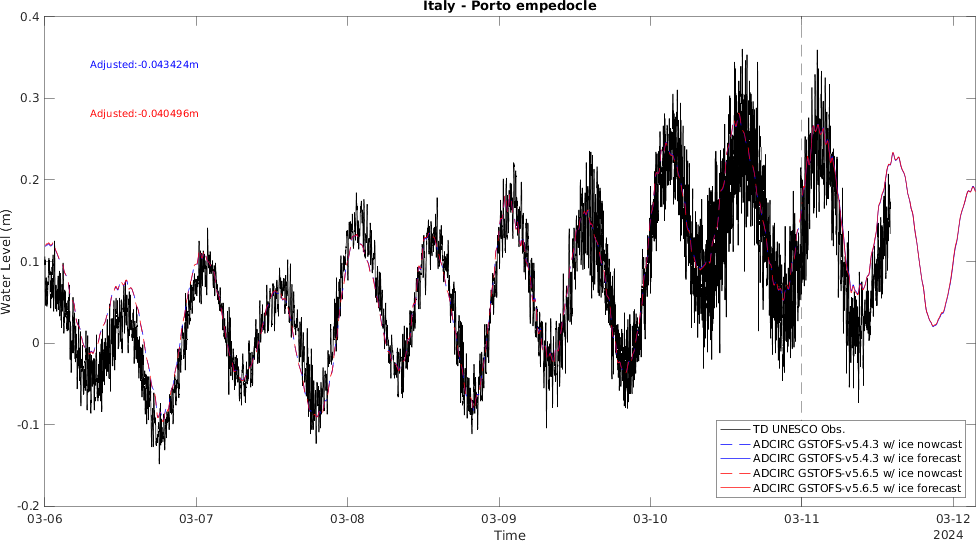 Italy - Porto empedocle
0.4
0.3
0.2
0.1
0
-0.1
-0.2
Water Level (m)
Adjusted:-0.043424m
Adjusted:-0.040496m
TD UNESCO Obs.
ADCIRC GSTOFS-v5.4.3 w/ ice nowcast
ADCIRC GSTOFS-v5.4.3 w/ ice forecast
ADCIRC GSTOFS-v5.6.5 w/ ice nowcast
ADCIRC GSTOFS-v5.6.5 w/ ice forecast
03-06 03-07 03-08 03-09 03-10 03-11 03-12
Time
2024